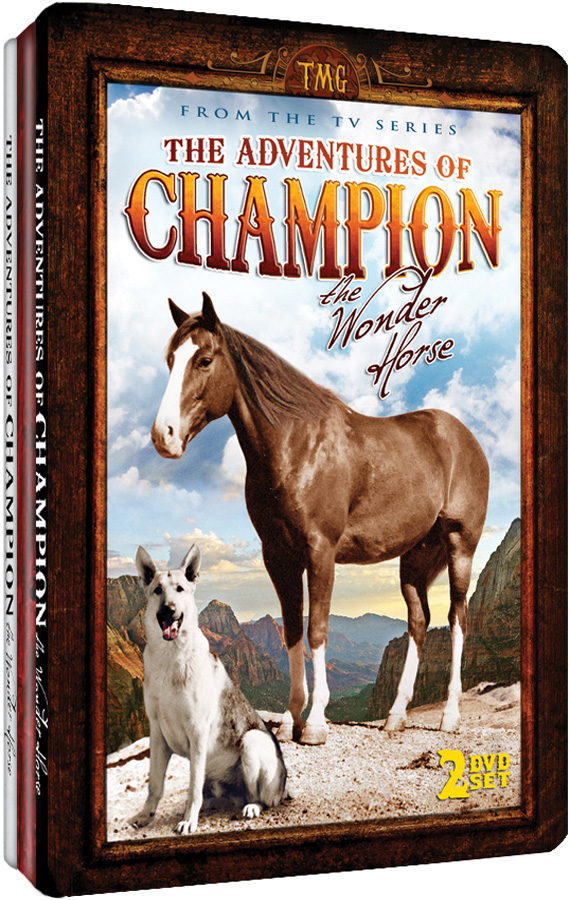 TMG
FROM THE TV SERIES
THE ADVENTURES OF
CHAMPION
the
Wonder
Horse
2 DVD
SET
THE ADVENTURES OF CHAMPION the Wonder Horse
THE ADVENTURES OF CHAMPION the Wonder Horse